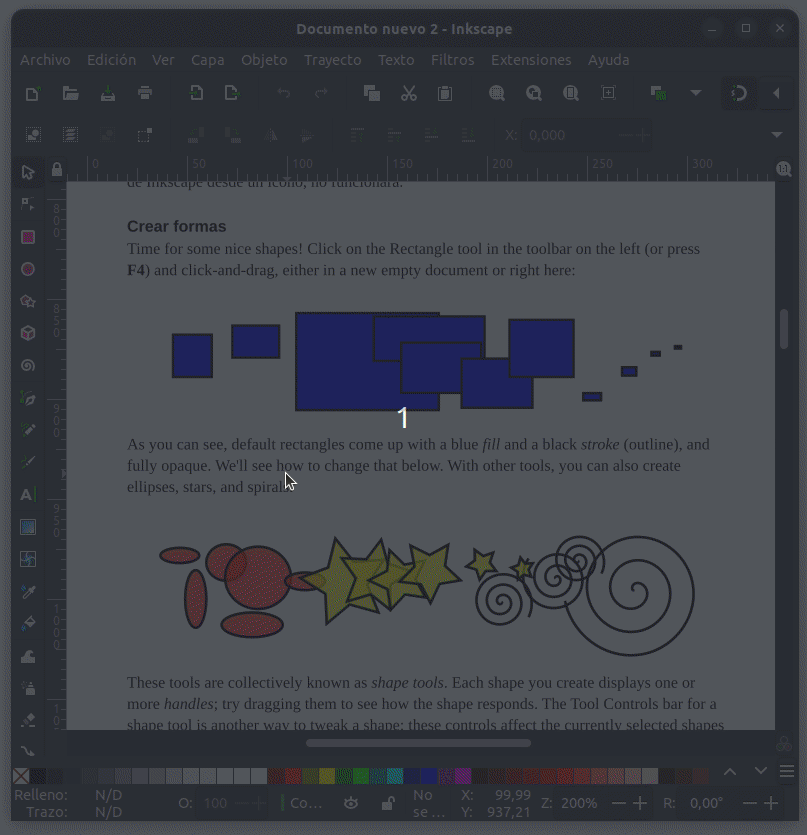 Documento nuevo 2 - Inkscape
Archivo Edición Ver Capa Objeto Trayecto Texto Filtros Extensiones Ayuda
X: 0,000
0 50 100 150 200 250 300
de Inkscape desde un icono, no funcionará.
Crear formas
Time for some nice shapes! Click on the Rectangle tool in the toolbar on the left (or press
F4) and click-and-drag, either in a new empty document or right here:
1
As you can see, default rectangles come up with a blue fill and a black stroke (outline), and
fully opaque. We'll see how to change that below. With other tools, you can also create
ellipses, stars, and spirals
These tools are collectively known as shape tools. Each shape you create displays one or
more handles; try dragging them to see how the shape responds. The Tool Controls bar for a
shape tool is another way to tweak a shape; these controls affect the currently selected shapes
Relleno: N/D O: 100 Co... No X: 99,99 Z: 200% R: 0,00°
Trazo: N/D se ... Y: 937,21